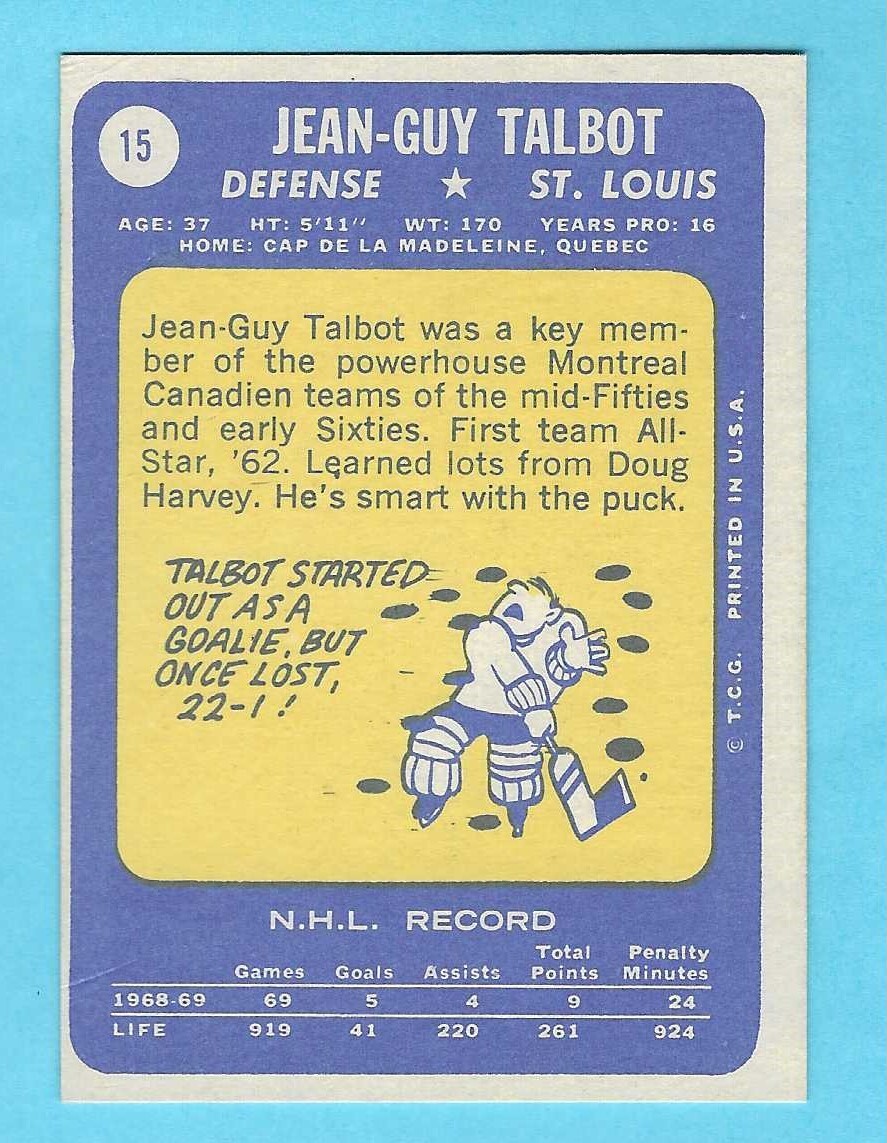 15
JEAN-GUY TALBOT
DEFENSE ★ ST. LOUIS
AGE: 37 HT: 5'11" WT: 170 YEARS PRO: 16
HOME: CAP DE LA MADELEINE, QUEBEC
Jean-Guy Talbot was a key mem-
ber of the powerhouse Montreal
Canadien teams of the mid-Fifties
and early Sixties. First team All-
Star, '62. Learned lots from Doug
Harvey. He's smart with the puck.
TALBOT STARTED
OUT AS A
GOALIE, BUT
ONCE LOST,
22-1!
© T.C.G. PRINTED IN U.S.A.
N.H.L. RECORD
Games Goals Assists Total Points Penalty Minutes
1968-69 69 5 4 9 24
LIFE 919 41 220 261 924